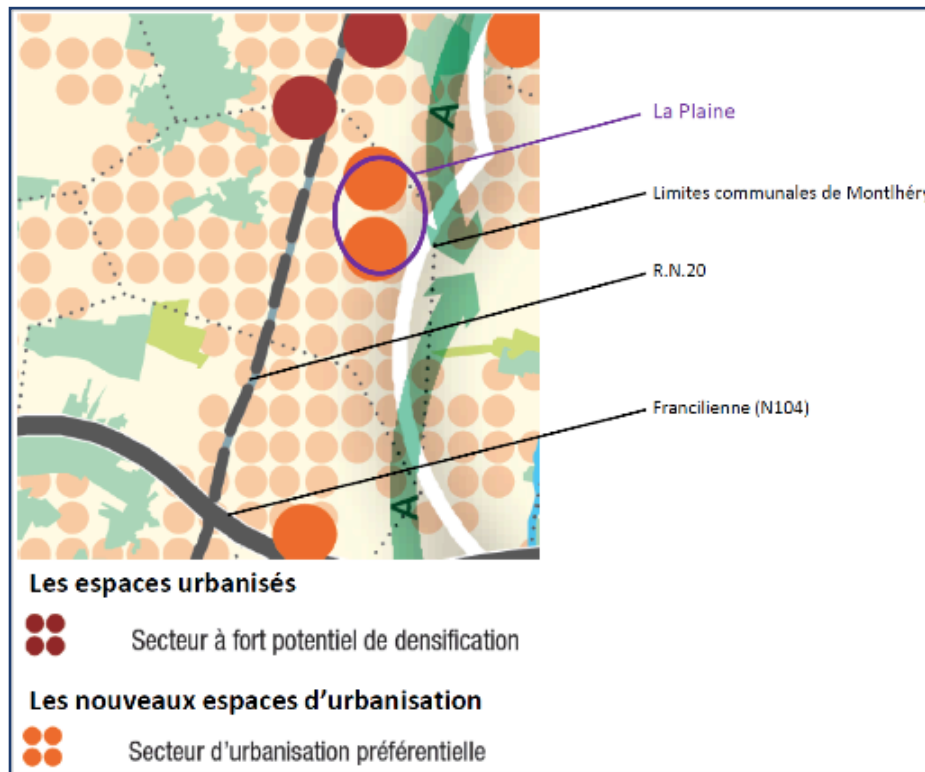 A
La Plaine
Limites communales de Montlhéry
R.N.20
Francilienne (N104)
A
Les espaces urbanisés
Secteur à fort potentiel de densification
Les nouveaux espaces d'urbanisation
Secteur d'urbanisation préférentielle